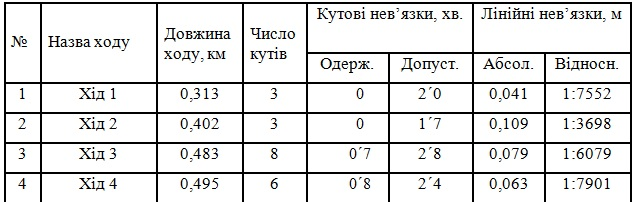 № Назва ходу Довжина ходу, км Число кутів Кутові нев’язки, хв. Лінійні нев’язки, м
Одерж. Допуст. Абсол. Відносн.
1 Хід 1 0,313 3 0 2´0 0,041 1:7552
2 Хід 2 0,402 3 0 1´7 0,109 1:3698
3 Хід 3 0,483 8 0´7 2´8 0,079 1:6079
4 Хід 4 0,495 6 0´8 2´4 0,063 1:7901